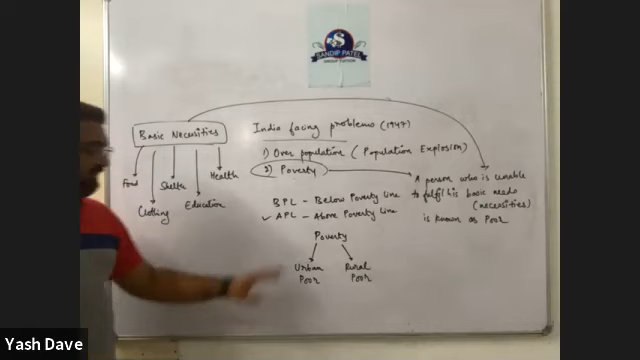 SANDIP PATEL
GROUP TUITION
Basic Necessities
Food
Clothing
Shelter
Education
Health
India facing problems (1947)
1) Over population (Population Explosion)
2) Poverty
A person who is unable
to fulfil his basic needs
(necessities)
is known as Poor
BPL - Below Poverty line
✓ APL - Above Poverty line
Poverty
Urban
Poor
Rural
Poor
Yash Dave